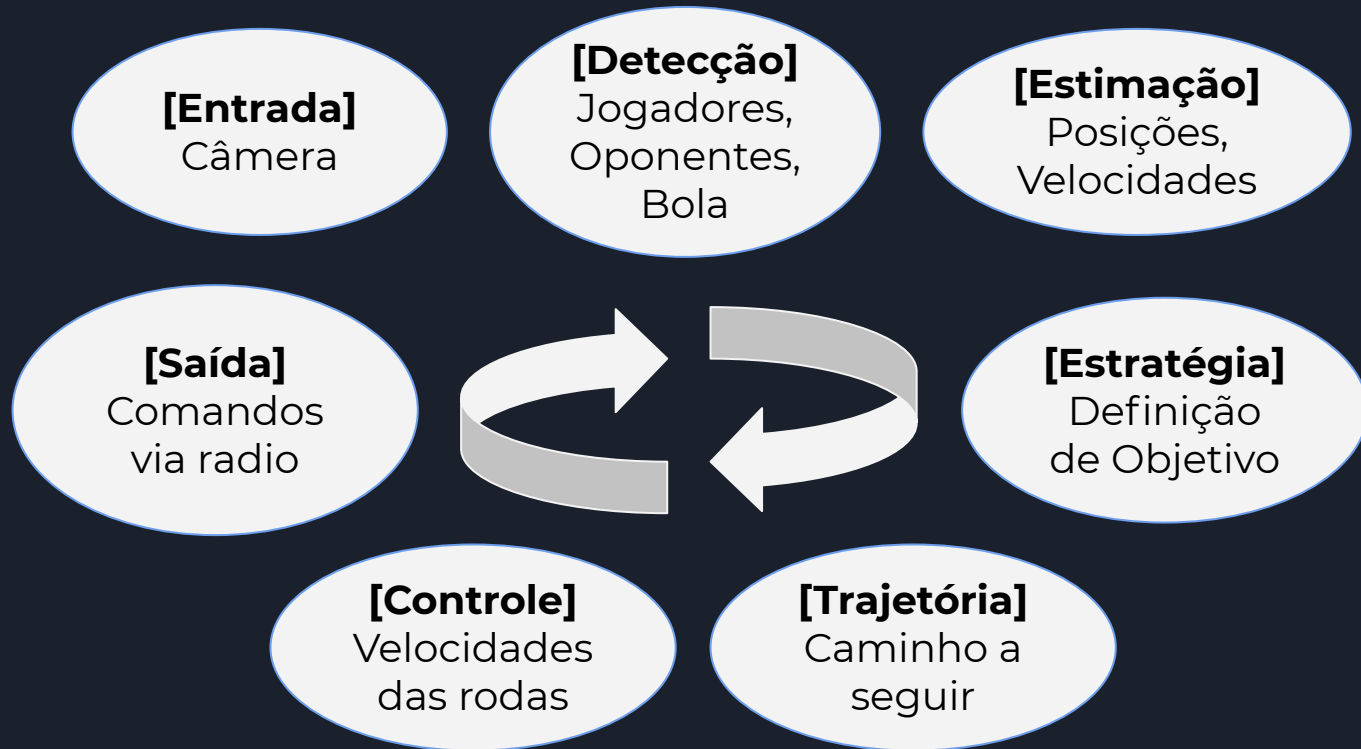 [Entrada]
Câmera
[Detecção]
Jogadores,
Oponentes,
Bola
[Estimação]
Posições,
Velocidades
[Estratégia]
Definição
de Objetivo
[Trajetória]
Caminho a
seguir
[Controle]
Velocidades
das rodas
[Saída]
Comandos
via radio